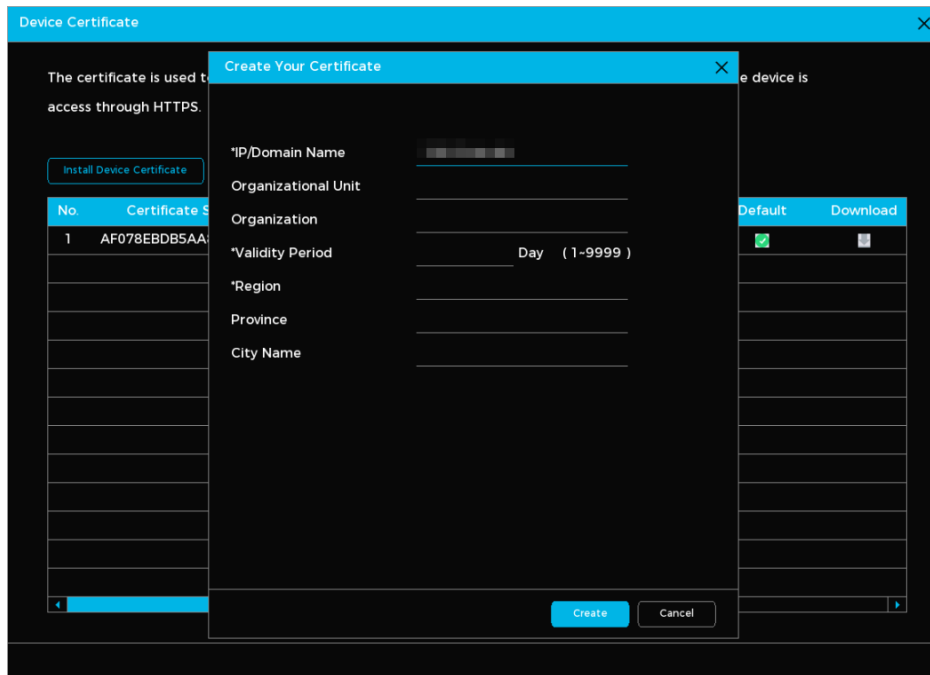 Device Certificate
Create Your Certificate
The certificate is used t
e device is
access through HTTPS.
*IP/Domain Name
Install Device Certificate
Organizational Unit
No. Certificate S
Default Download
Organization
1 AF078EBDB5AA
*Validity Period Day ( 1~9999 )
*Region
Province
City Name
Create Cancel